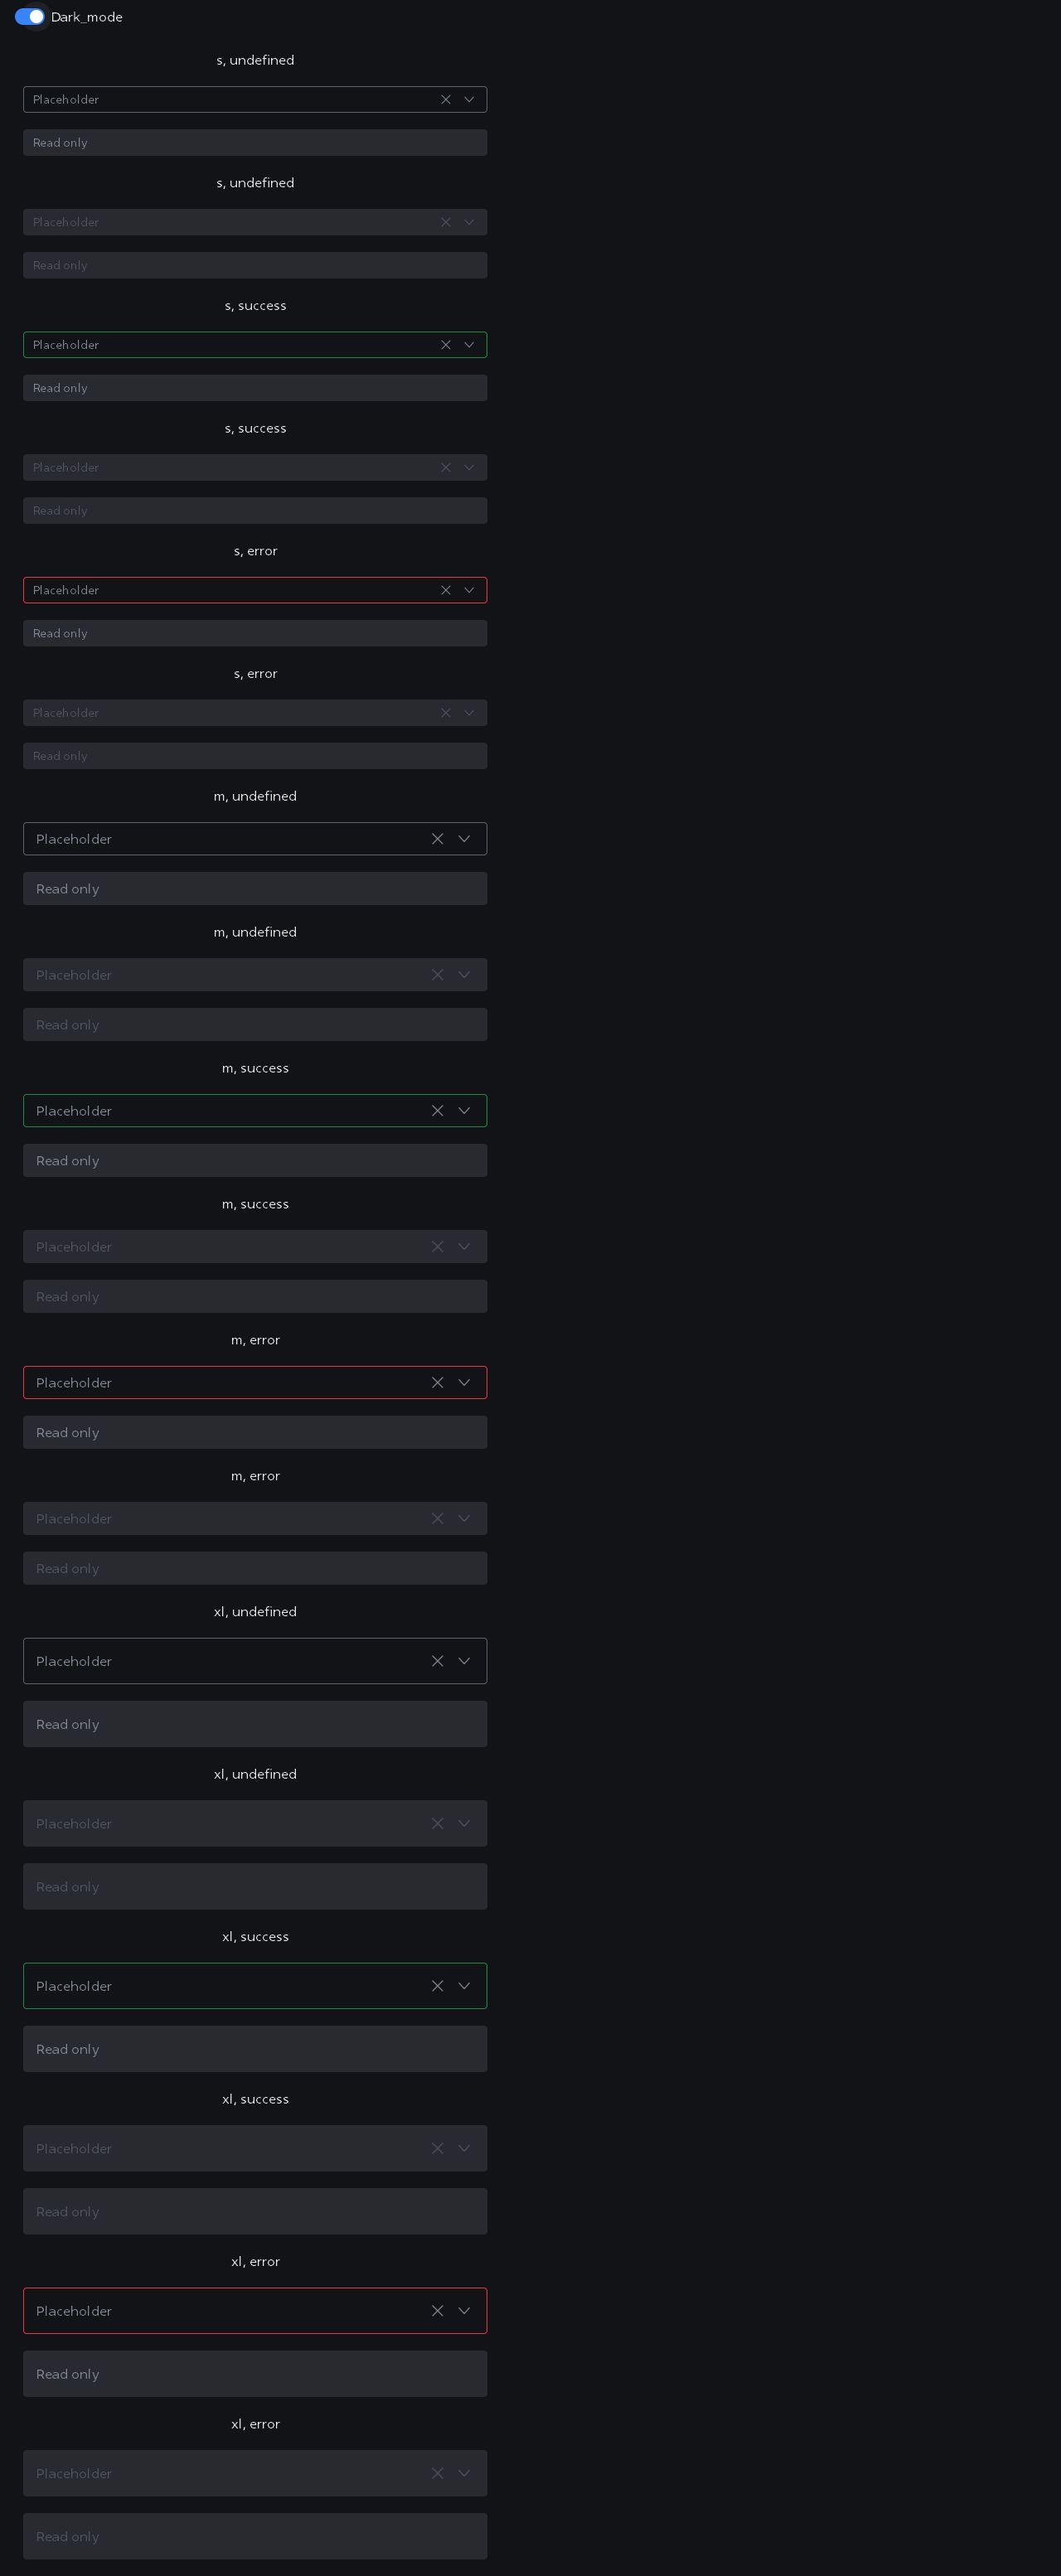 Dark_mode
s, undefined
Placeholder
Read only
s, undefined
Placeholder
Read only
s, success
Placeholder
Read only
s, success
Placeholder
Read only
s, error
Placeholder
Read only
s, error
Placeholder
Read only
m, undefined
Placeholder
Read only
m, undefined
Placeholder
Read only
m, success
Placeholder
Read only
m, success
Placeholder
Read only
m, error
Placeholder
Read only
m, error
Placeholder
Read only
xl, undefined
Placeholder
Read only
xl, undefined
Placeholder
Read only
xl, success
Placeholder
Read only
xl, success
Placeholder
Read only
xl, error
Placeholder
Read only
xl, error
Placeholder
Read only